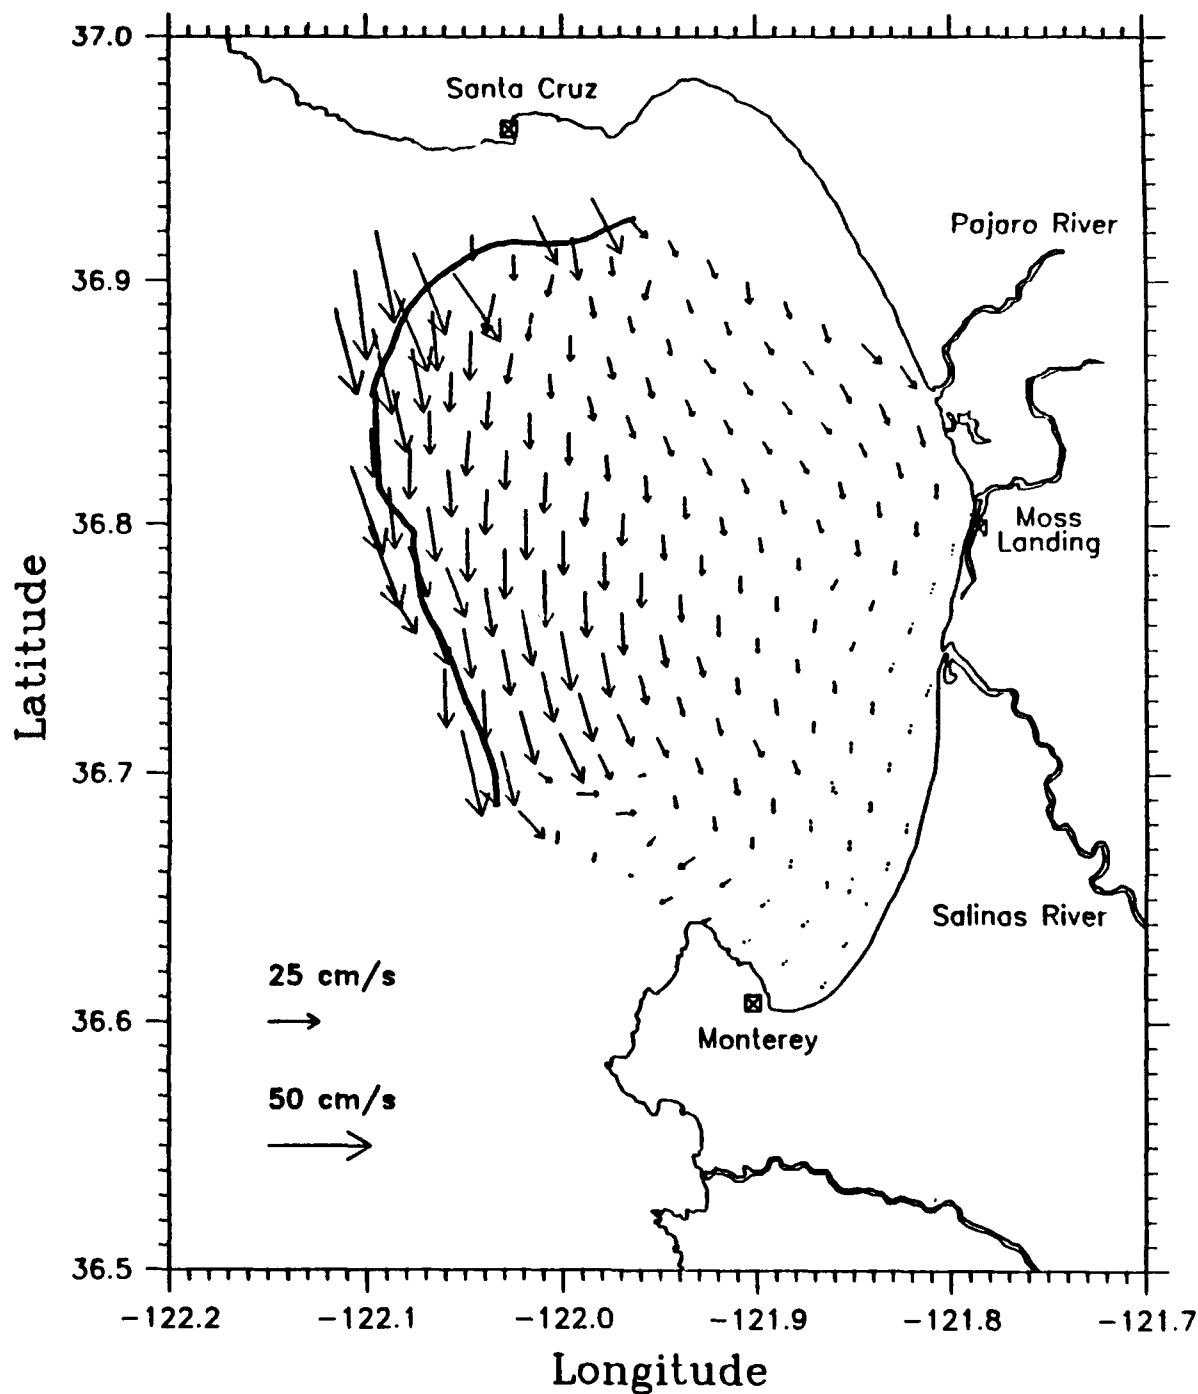 37.0
Santa Cruz
Pajaro River
36.9
36.8
Moss
Landing
Latitude
36.7
Salinas River
25 cm/s
36.6
Monterey
50 cm/s
36.5
-122.2
-122.1
-122.0
-121.9
-121.8
-121.7
Longitude